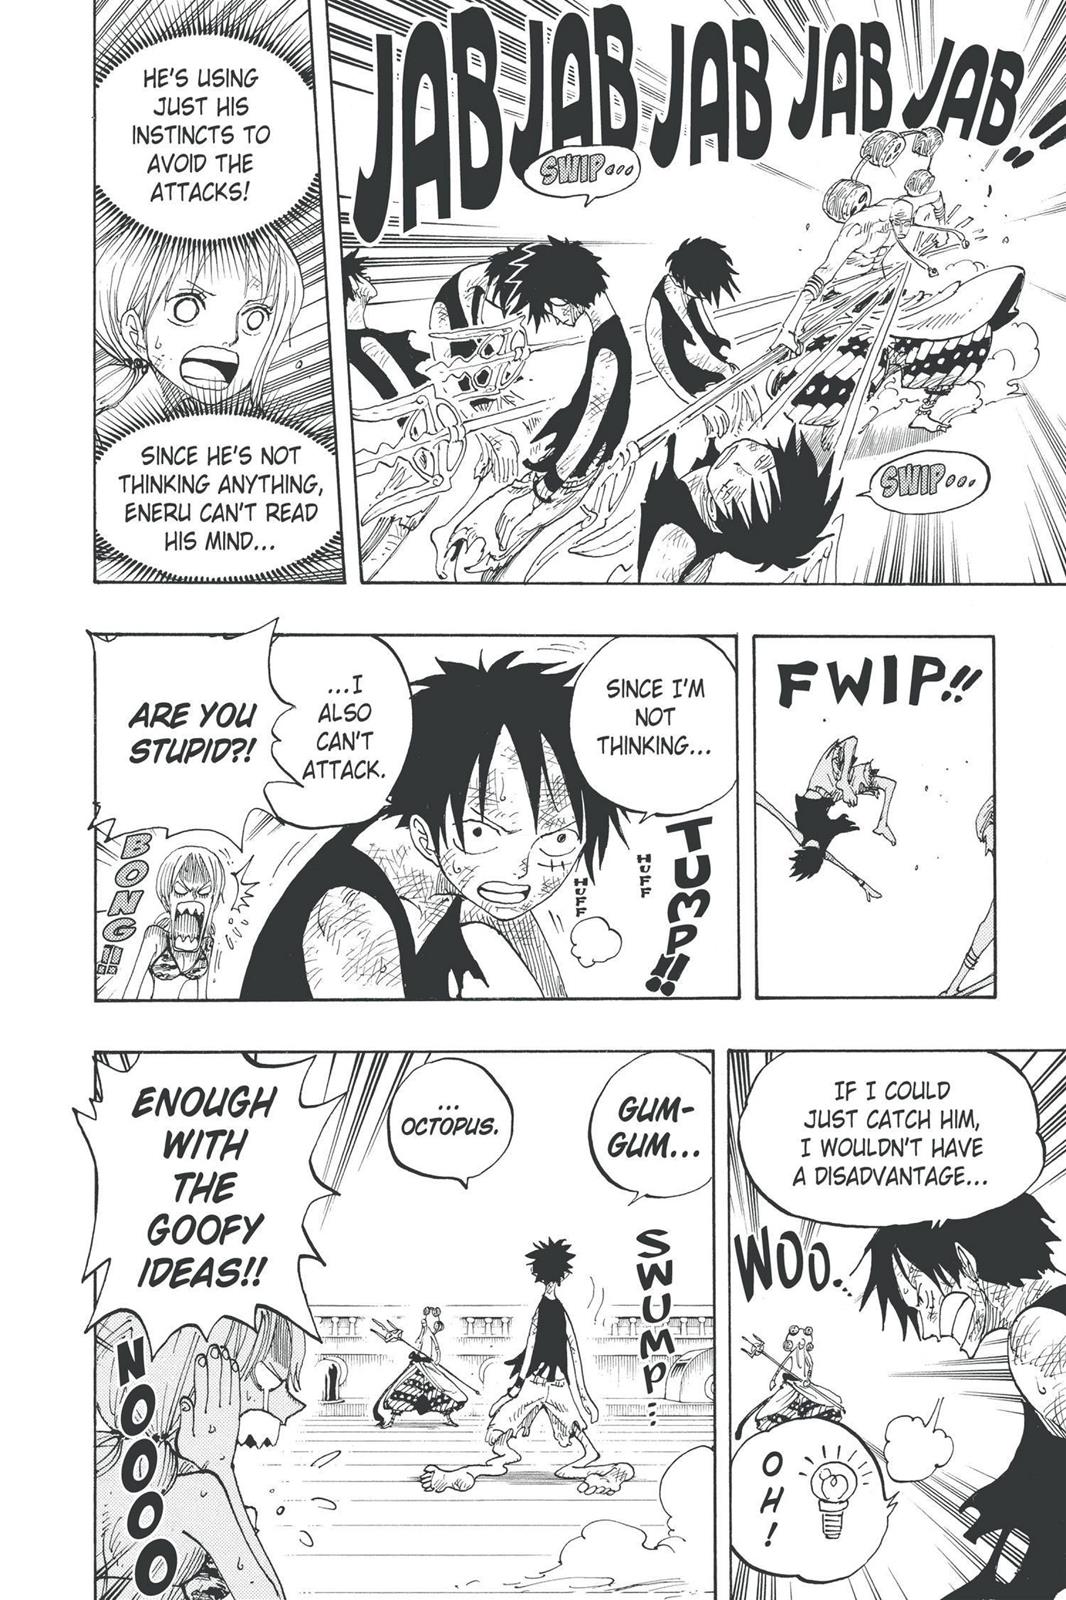 JAB JAB JAB JAB JAB!!
SWIP...
SWIP...
HE'S USING
JUST HIS
INSTINCTS TO
AVOID THE
ATTACKS!
SINCE HE'S NOT
THINKING ANYTHING,
ENERU CAN'T READ
HIS MIND...
FWIP!!
SINCE I'M
NOT
THINKING...
TUMP!!
HUFF
HUFF
...I
ALSO
CAN'T
ATTACK.
ARE YOU
STUPID?!
BONG!!
IF I COULD
JUST CATCH HIM,
I WOULDN'T HAVE
A DISADVANTAGE...
WOO...
OH!
GUM-
GUM...
SWUMP...
...
OCTOPUS.
ENOUGH
WITH
THE
GOOFY
IDEAS!!
NOOOO